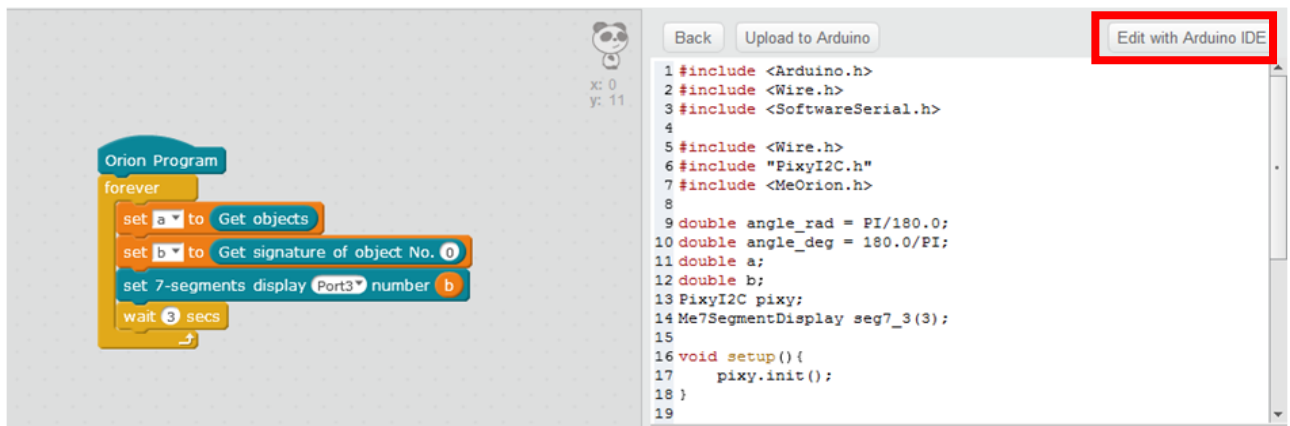 x: 0
y: 11
Orion Program
forever
set a to Get objects
set b to Get signature of object No. 0
set 7-segments display Port3 number b
wait 3 secs
Back Upload to Arduino Edit with Arduino IDE
1 #include <Arduino.h>
2 #include <Wire.h>
3 #include <SoftwareSerial.h>
4
5 #include <Wire.h>
6 #include "PixyI2C.h"
7 #include <MeOrion.h>
8
9 double angle_rad = PI/180.0;
10 double angle_deg = 180.0/PI;
11 double a;
12 double b;
13 PixyI2C pixy;
14 Me7SegmentDisplay seg7_3(3);
15
16 void setup(){
17 pixy.init();
18 }
19